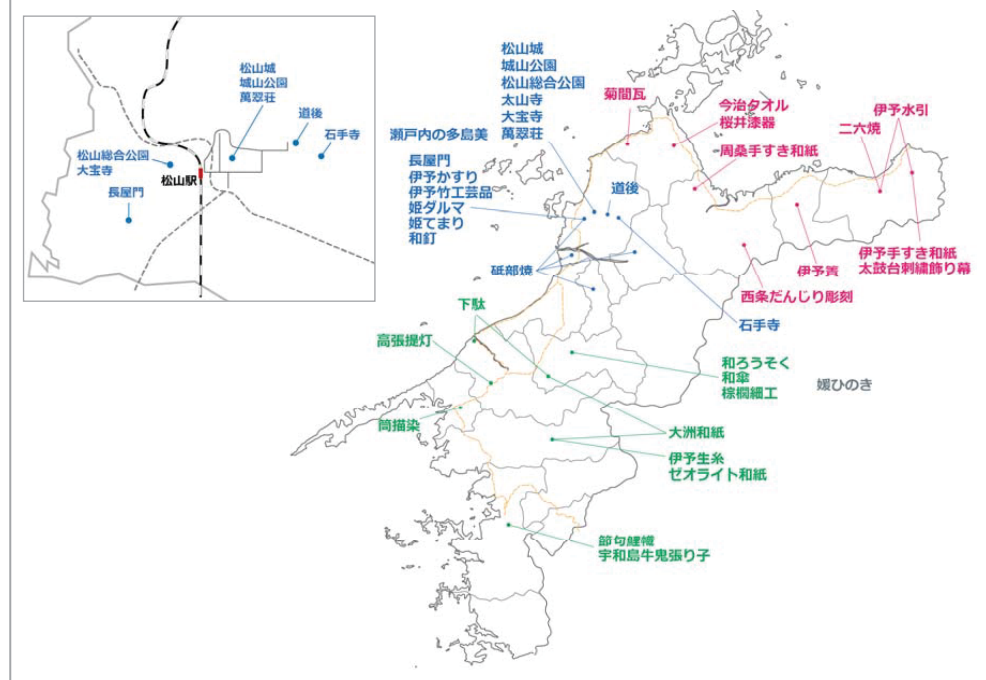 松山城
城山公園
萬翠荘
道後
石手寺
松山総合公園
大宝寺
松山駅
長屋門
松山城
城山公園
松山総合公園
太山寺
大宝寺
萬翠荘
瀬戸内の多島美
長屋門
伊予かすり
伊予竹工芸品
姫ダルマ
姫てまり
和釘
道後
砥部焼
石手寺
菊間瓦
今治タオル
桜井漆器
周桑手すき和紙
伊予水引
二六焼
伊予手すき和紙
太鼓台刺繍飾り幕
伊予簀
西条だんじり彫刻
下駄
高張提灯
筒描染
和ろうそく
和傘
棕櫚細工
媛ひのき
大洲和紙
伊予生糸
ゼオライト和紙
節句鯉幟
宇和島牛鬼張り子